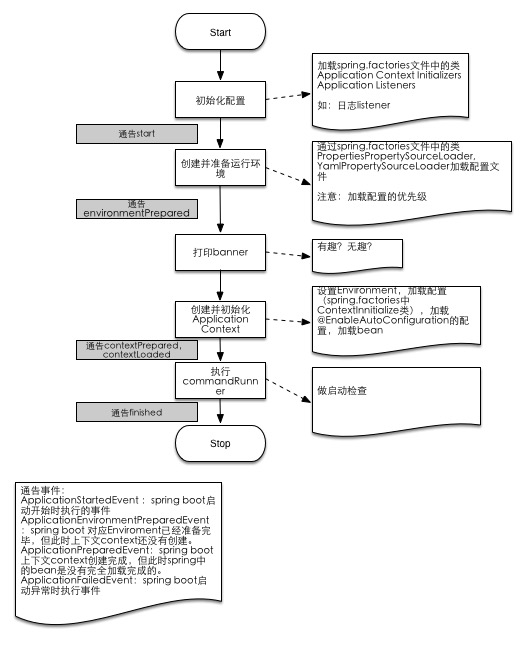 Start
初始化配置
加载spring.factories文件中的类
Application Context Initializers
Application Listeners
如：日志listener
通告start
创建并准备运行环
境
通过spring.factories文件中的类
PropertiesPropertySourceLoader,
YamlPropertySourceLoader加载配置文
件
注意：加载配置的优先级
通告
environmentPrepared
打印banner
有趣？无趣？
创建并初始化
Application
Context
设置Environment，加载配置
（spring.factories中
ContextInnitialize类），加载
@EnableAutoConfiguration的配
置，加载bean
通告contextPrepared,
contextLoaded
执行
commandRunn
er
做启动检查
通告finished
Stop
通告事件：
ApplicationStartedEvent ：spring boot启
动开始时执行的事件
ApplicationEnvironmentPreparedEvent
：spring boot 对应Enviroment已经准备完
毕，但此时上下文context还没有创建。
ApplicationPreparedEvent：spring boot
上下文context创建完成，但此时spring中
的bean是没有完全加载完成的。
ApplicationFailedEvent：spring boot启
动异常时执行事件